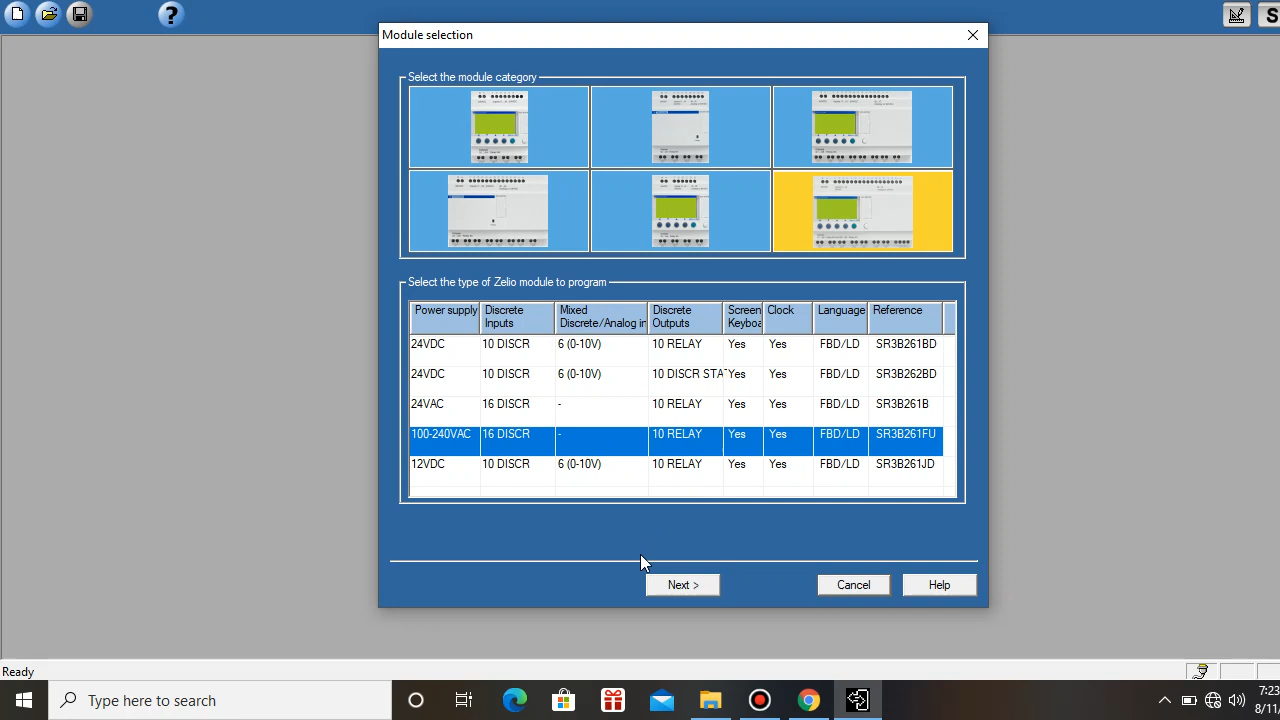 ?
S
Module selection
Select the module category
Select the type of Zelio module to program
Power supply Discrete Inputs Mixed Discrete/Analog in Discrete Outputs Screen Keyboa Clock Language Reference
24VDC 10 DISCR 6 (0-10V) 10 RELAY Yes Yes FBD/LD SR3B261BD
24VDC 10 DISCR 6 (0-10V) 10 DISCR STAT Yes Yes FBD/LD SR3B262BD
24VAC 16 DISCR - 10 RELAY Yes Yes FBD/LD SR3B261B
100-240VAC 16 DISCR - 10 RELAY Yes Yes FBD/LD SR3B261FU
12VDC 10 DISCR 6 (0-10V) 10 RELAY Yes Yes FBD/LD SR3B261JD
Next >
Cancel
Help
Ready
Type here to search
7:23
8/11/